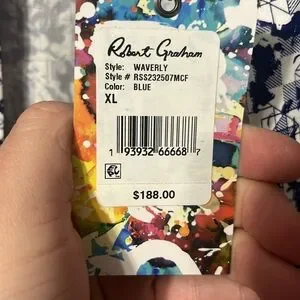 Robert Graham
Style: WAVERLY
Style # RSS232507MCF
Color: BLUE
XL
1 93932 66668 7
$188.00